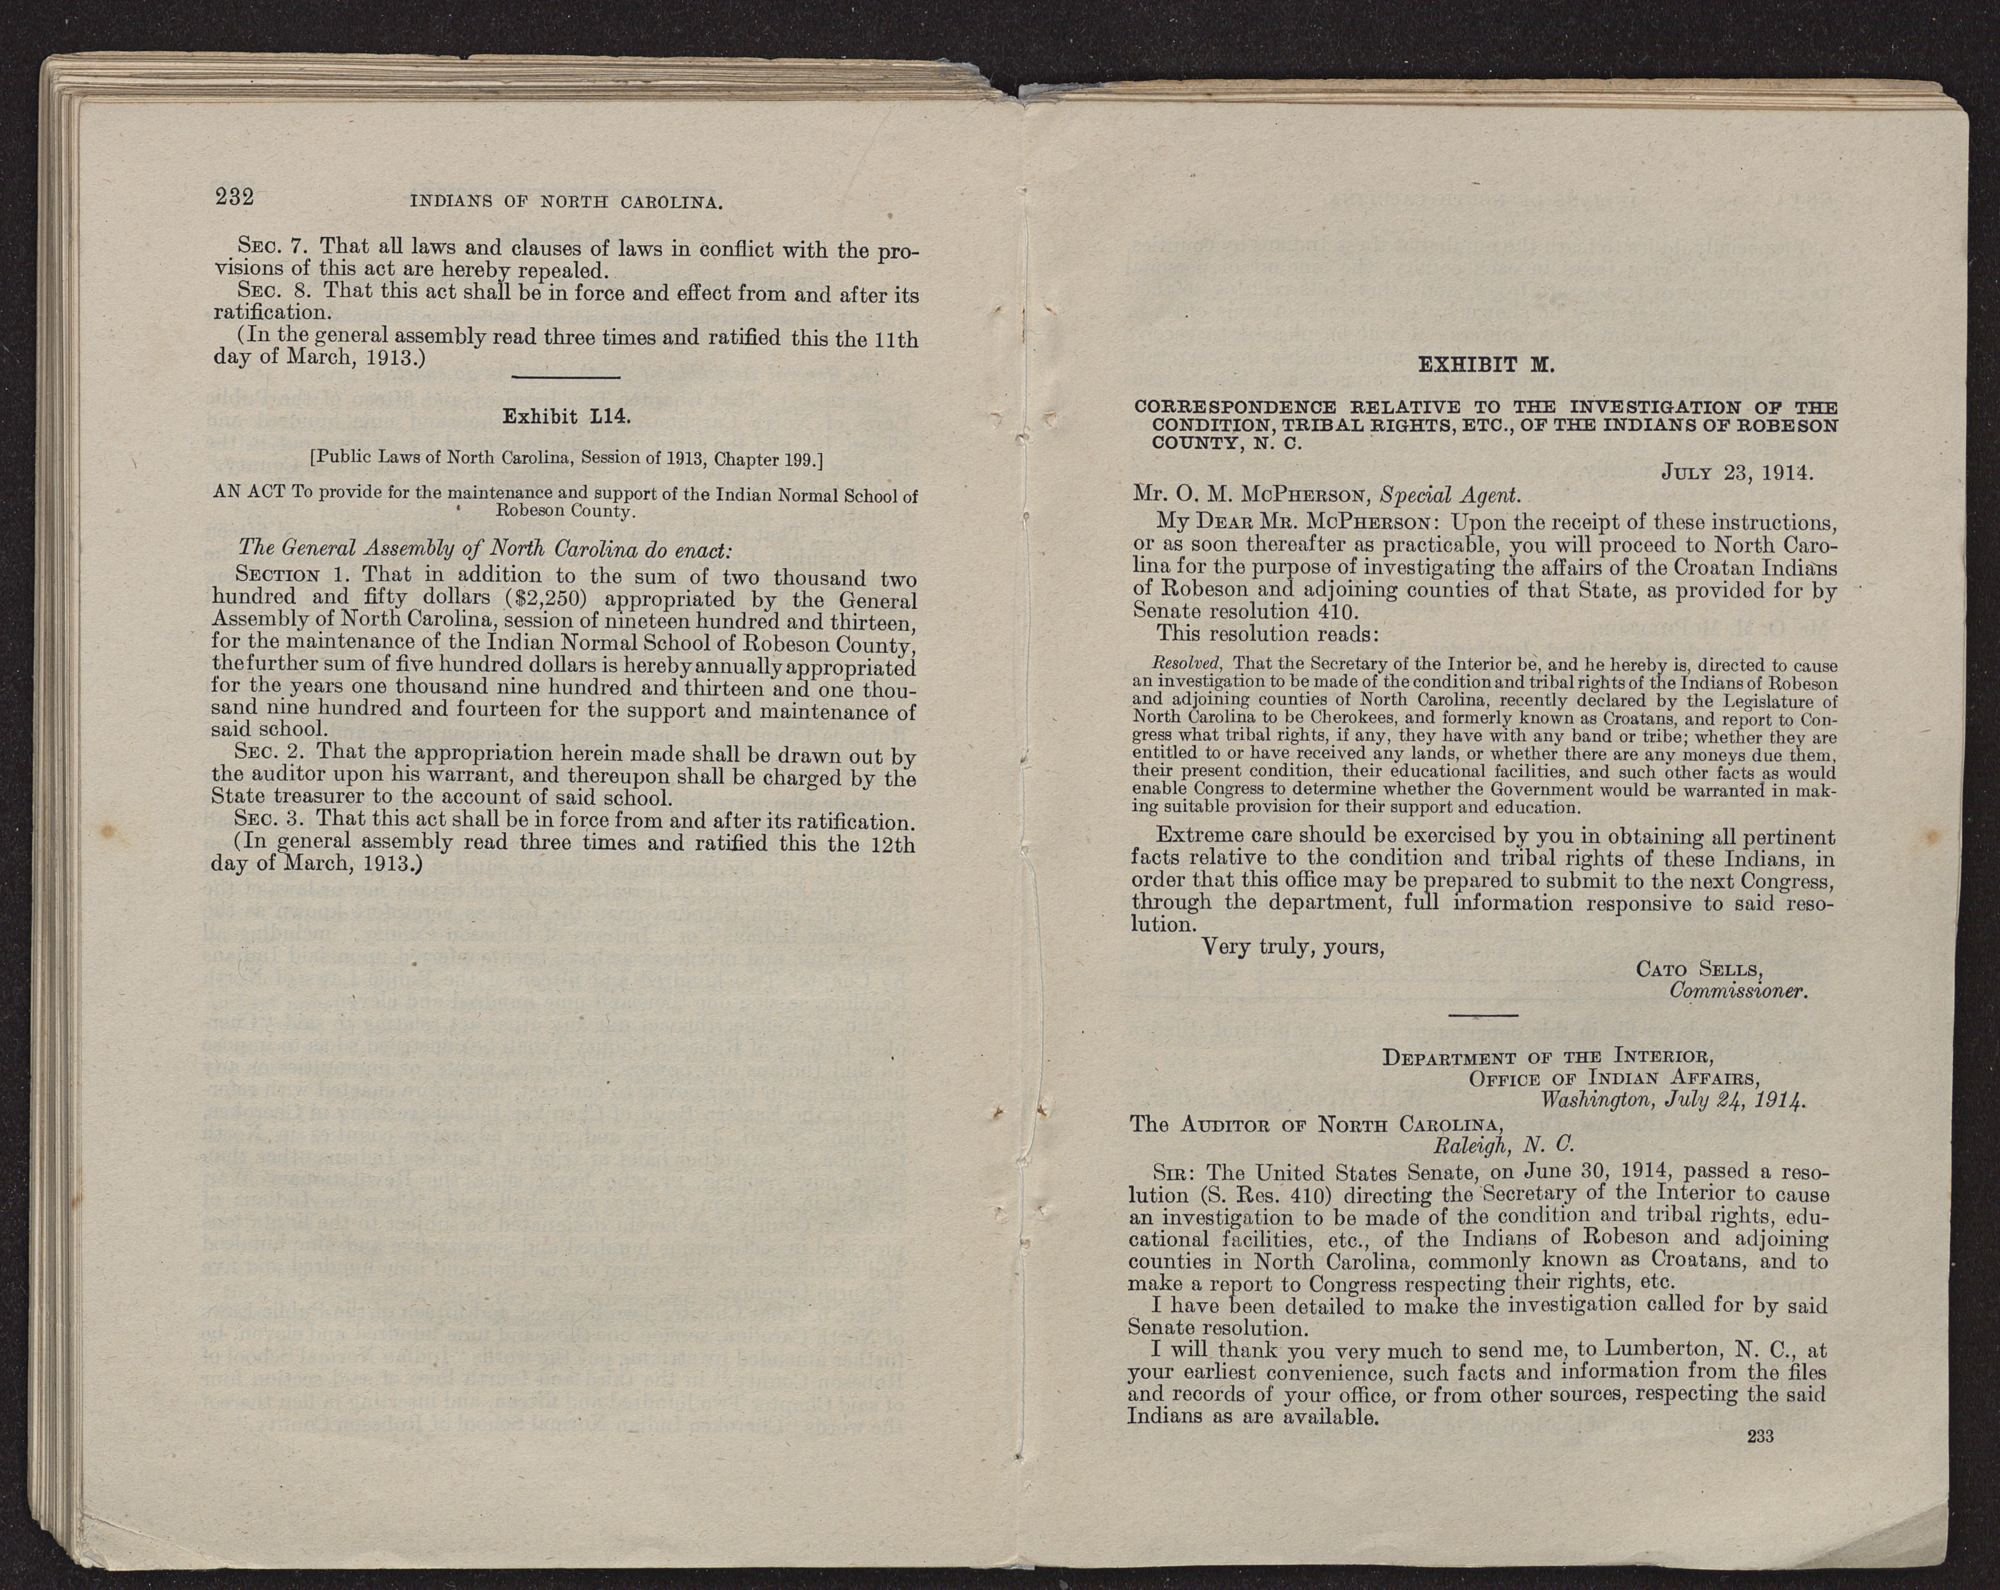 232
INDIANS OF NORTH CAROLINA.
SEC. 7. That all laws and clauses of laws in conflict with the pro-
visions of this act are hereby repealed.
SEC. 8. That this act shall be in force and effect from and after its
ratification.
(In the general assembly read three times and ratified this the 11th
day of March, 1913.)
Exhibit L14.
[Public Laws of North Carolina, Session of 1913, Chapter 199.]
AN ACT To provide for the maintenance and support of the Indian Normal School of
Robeson County.
The General Assembly of North Carolina do enact:
SECTION 1. That in addition to the sum of two thousand two
hundred and fifty dollars ($2,250) appropriated by the General
Assembly of North Carolina, session of nineteen hundred and thirteen,
for the maintenance of the Indian Normal School of Robeson County,
the further sum of five hundred dollars is hereby annually appropriated
for the years one thousand nine hundred and thirteen and one thou-
sand nine hundred and fourteen for the support and maintenance of
said school.
SEC. 2. That the appropriation herein made shall be drawn out by
the auditor upon his warrant, and thereupon shall be charged by the
State treasurer to the account of said school.
SEC. 3. That this act shall be in force from and after its ratification.
(In general assembly read three times and ratified this the 12th
day of March, 1913.)
EXHIBIT M.
CORRESPONDENCE RELATIVE TO THE INVESTIGATION OF THE
CONDITION, TRIBAL RIGHTS, ETC., OF THE INDIANS OF ROBESON
COUNTY, N. C.
JULY 23, 1914.
Mr. O. M. MCPHERSON, Special Agent.
My DEAR MR. MCPHERSON: Upon the receipt of these instructions,
or as soon thereafter as practicable, you will proceed to North Caro-
lina for the purpose of investigating the affairs of the Croatan Indians
of Robeson and adjoining counties of that State, as provided for by
Senate resolution 410.
This resolution reads:
Resolved, That the Secretary of the Interior be, and he hereby is, directed to cause
an investigation to be made of the condition and tribal rights of the Indians of Robeson
and adjoining counties of North Carolina, recently declared by the Legislature of
North Carolina to be Cherokees, and formerly known as Croatans, and report to Con-
gress what tribal rights, if any, they have with any band or tribe; whether they are
entitled to or have received any lands, or whether there are any moneys due them,
their present condition, their educational facilities, and such other facts as would
enable Congress to determine whether the Government would be warranted in mak-
ing suitable provision for their support and education.
Extreme care should be exercised by you in obtaining all pertinent
facts relative to the condition and tribal rights of these Indians, in
order that this office may be prepared to submit to the next Congress,
through the department, full information responsive to said reso-
lution.
Very truly, yours,
CATO SELLS,
Commissioner.
DEPARTMENT OF THE INTERIOR,
OFFICE OF INDIAN AFFAIRS,
Washington, July 24, 1914.
The AUDITOR OF NORTH CAROLINA,
Raleigh, N. C.
SIR: The United States Senate, on June 30, 1914, passed a reso-
lution (S. Res. 410) directing the Secretary of the Interior to cause
an investigation to be made of the condition and tribal rights, edu-
cational facilities, etc., of the Indians of Robeson and adjoining
counties in North Carolina, commonly known as Croatans, and to
make a report to Congress respecting their rights, etc.
I have been detailed to make the investigation called for by said
Senate resolution.
I will thank you very much to send me, to Lumberton, N. C., at
your earliest convenience, such facts and information from the files
and records of your office, or from other sources, respecting the said
Indians as are available.
233